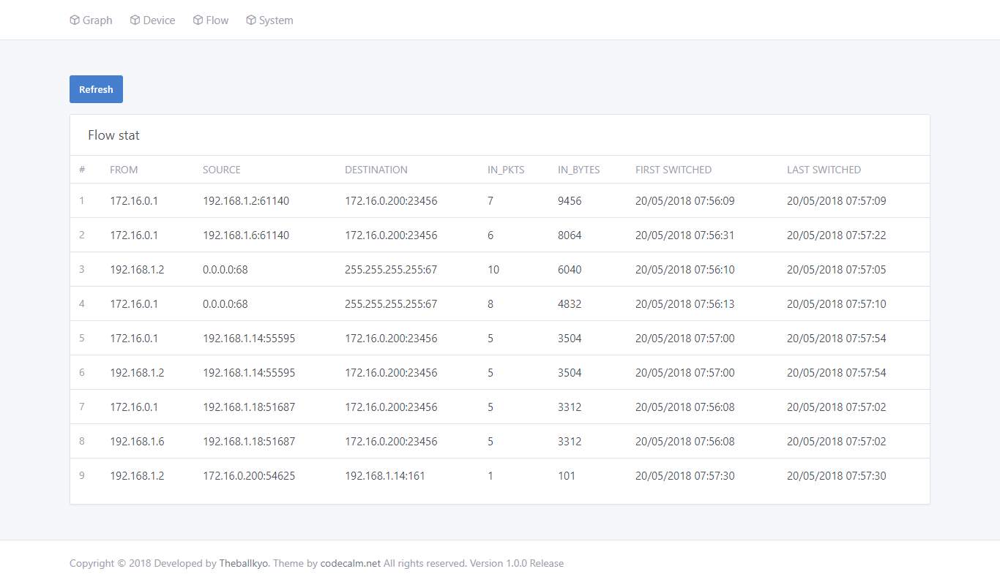 Graph Device Flow System
Refresh
Flow stat
# FROM SOURCE DESTINATION IN_PKTS IN_BYTES FIRST SWITCHED LAST SWITCHED
1 172.16.0.1 192.168.1.2:61140 172.16.0.200:23456 7 9456 20/05/2018 07:56:09 20/05/2018 07:57:09
2 172.16.0.1 192.168.1.6:61140 172.16.0.200:23456 6 8064 20/05/2018 07:56:31 20/05/2018 07:57:22
3 192.168.1.2 0.0.0.0:68 255.255.255.255:67 10 6040 20/05/2018 07:56:10 20/05/2018 07:57:05
4 172.16.0.1 0.0.0.0:68 255.255.255.255:67 8 4832 20/05/2018 07:56:13 20/05/2018 07:57:10
5 172.16.0.1 192.168.1.14:55595 172.16.0.200:23456 5 3504 20/05/2018 07:57:00 20/05/2018 07:57:54
6 192.168.1.2 192.168.1.14:55595 172.16.0.200:23456 5 3504 20/05/2018 07:57:00 20/05/2018 07:57:54
7 172.16.0.1 192.168.1.18:51687 172.16.0.200:23456 5 3312 20/05/2018 07:56:08 20/05/2018 07:57:02
8 192.168.1.6 192.168.1.18:51687 172.16.0.200:23456 5 3312 20/05/2018 07:56:08 20/05/2018 07:57:02
9 192.168.1.2 172.16.0.200:54625 192.168.1.14:161 1 101 20/05/2018 07:57:30 20/05/2018 07:57:30
Copyright © 2018 Developed by Theballkyo. Theme by codecalm.net All rights reserved. Version 1.0.0 Release